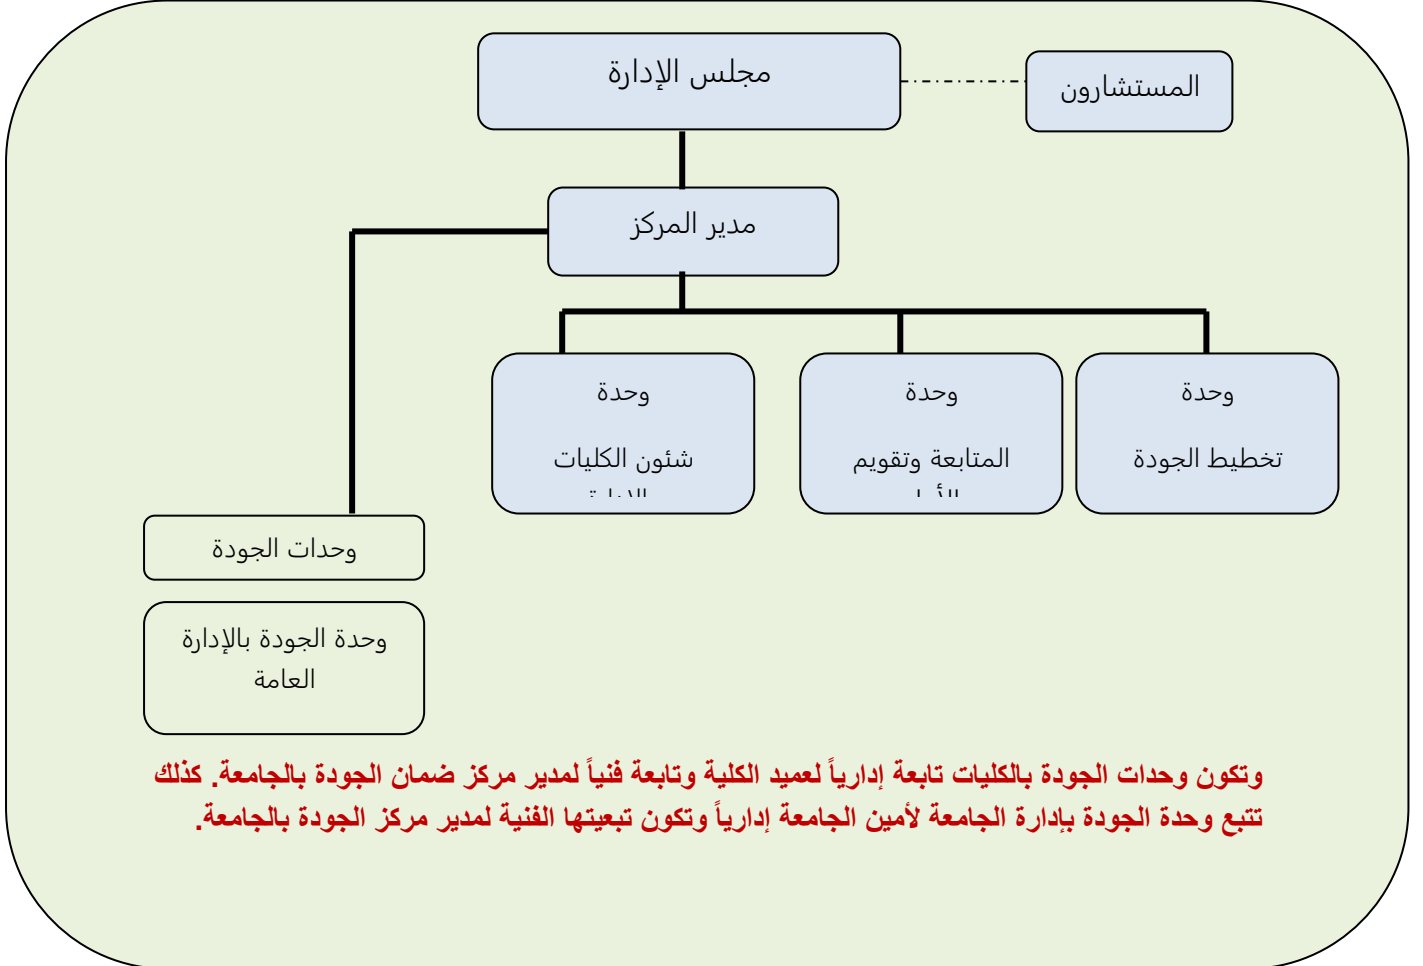 مجلس الإدارة
المستشارون
مدير المركز
وحدة
تخطيط الجودة
وحدة
المتابعة وتقويم
وحدة
شئون الكليات
وحدات الجودة
وحدة الجودة بالإدارة
العامة
وتكون وحدات الجودة بالكليات تابعة إدارياً لعميد الكلية وتابعة فنياً لمدير مركز ضمان الجودة بالجامعة. كذلك
تتبع وحدة الجودة بإدارة الجامعة لأمين الجامعة إدارياً وتكون تبعيتها الفنية لمدير مركز الجودة بالجامعة.